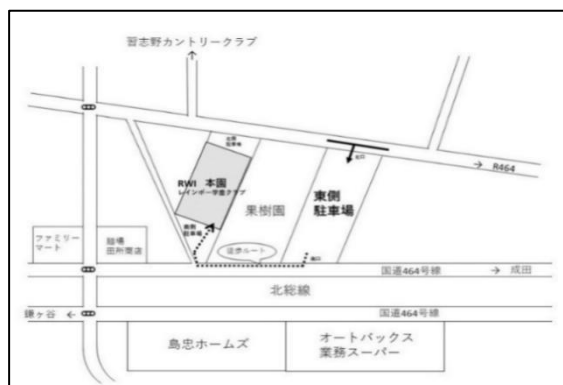 習志野カントリークラブ
R464
RWI 本園
レインボー学童クラブ
果樹園
東側
駐車場
徒歩ルート
ファミリー
マート
田所商店
国道464号線
成田
北総線
鎌ヶ谷
国道464号線
島忠ホームズ
オートバックス
業務スーパー